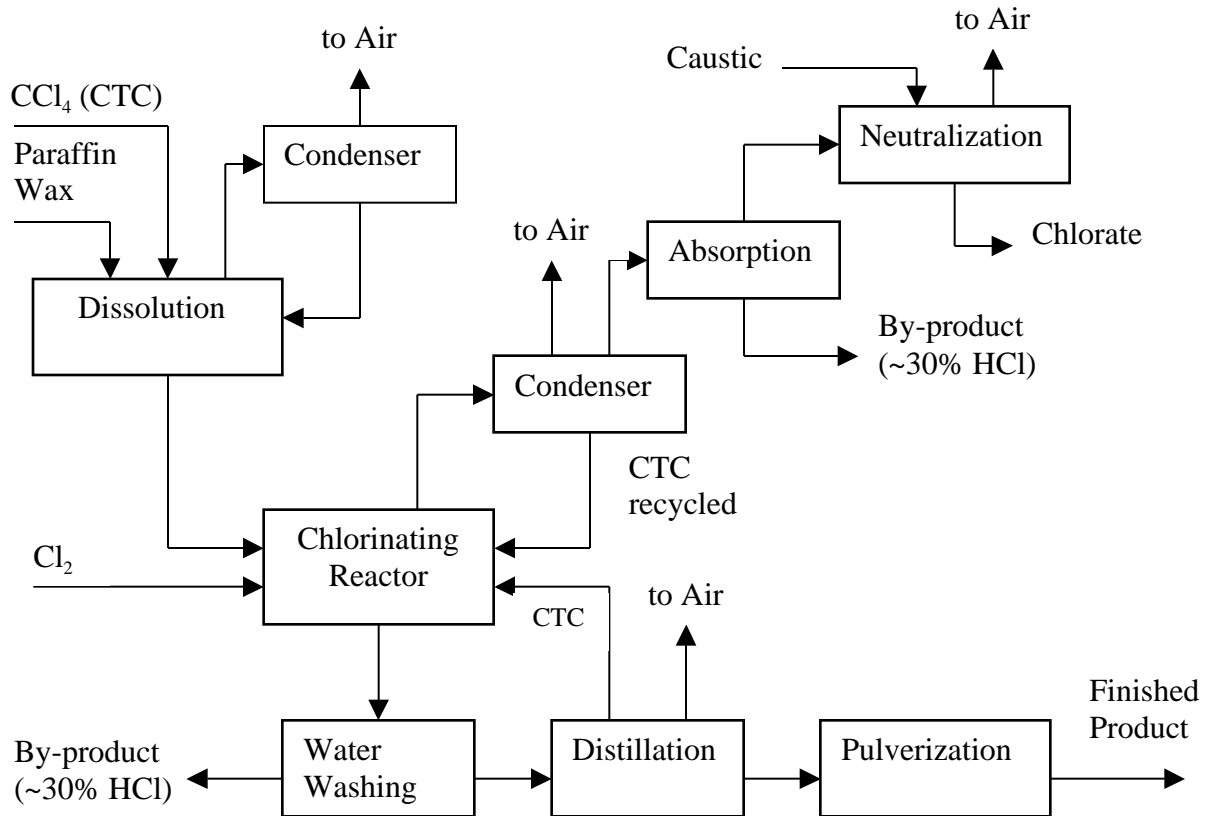 to Air
to Air
Caustic
CCl₄ (CTC)
Paraffin
Wax
Condenser
Neutralization
to Air
Absorption
Chlorate
Dissolution
By-product
(~30% HCl)
Condenser
CTC
recycled
Chlorinating
Reactor
Cl₂
to Air
CTC
Finished
Product
By-product
(~30% HCl)
Water
Washing
Distillation
Pulverization